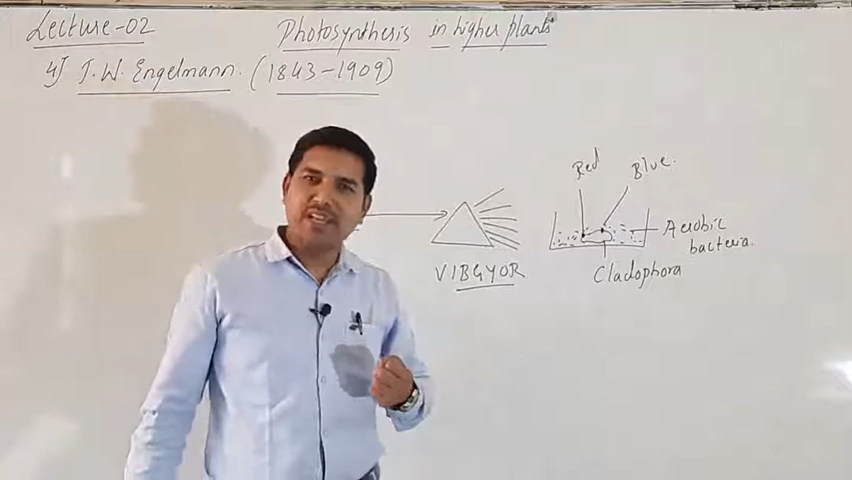 Lecture-02
Photosynthesis in higher plants
4] T.W. Engelmann. (1843-1909)
Red
Blue.
VIBGYOR
Aerobic
bacteria.
Cladophora